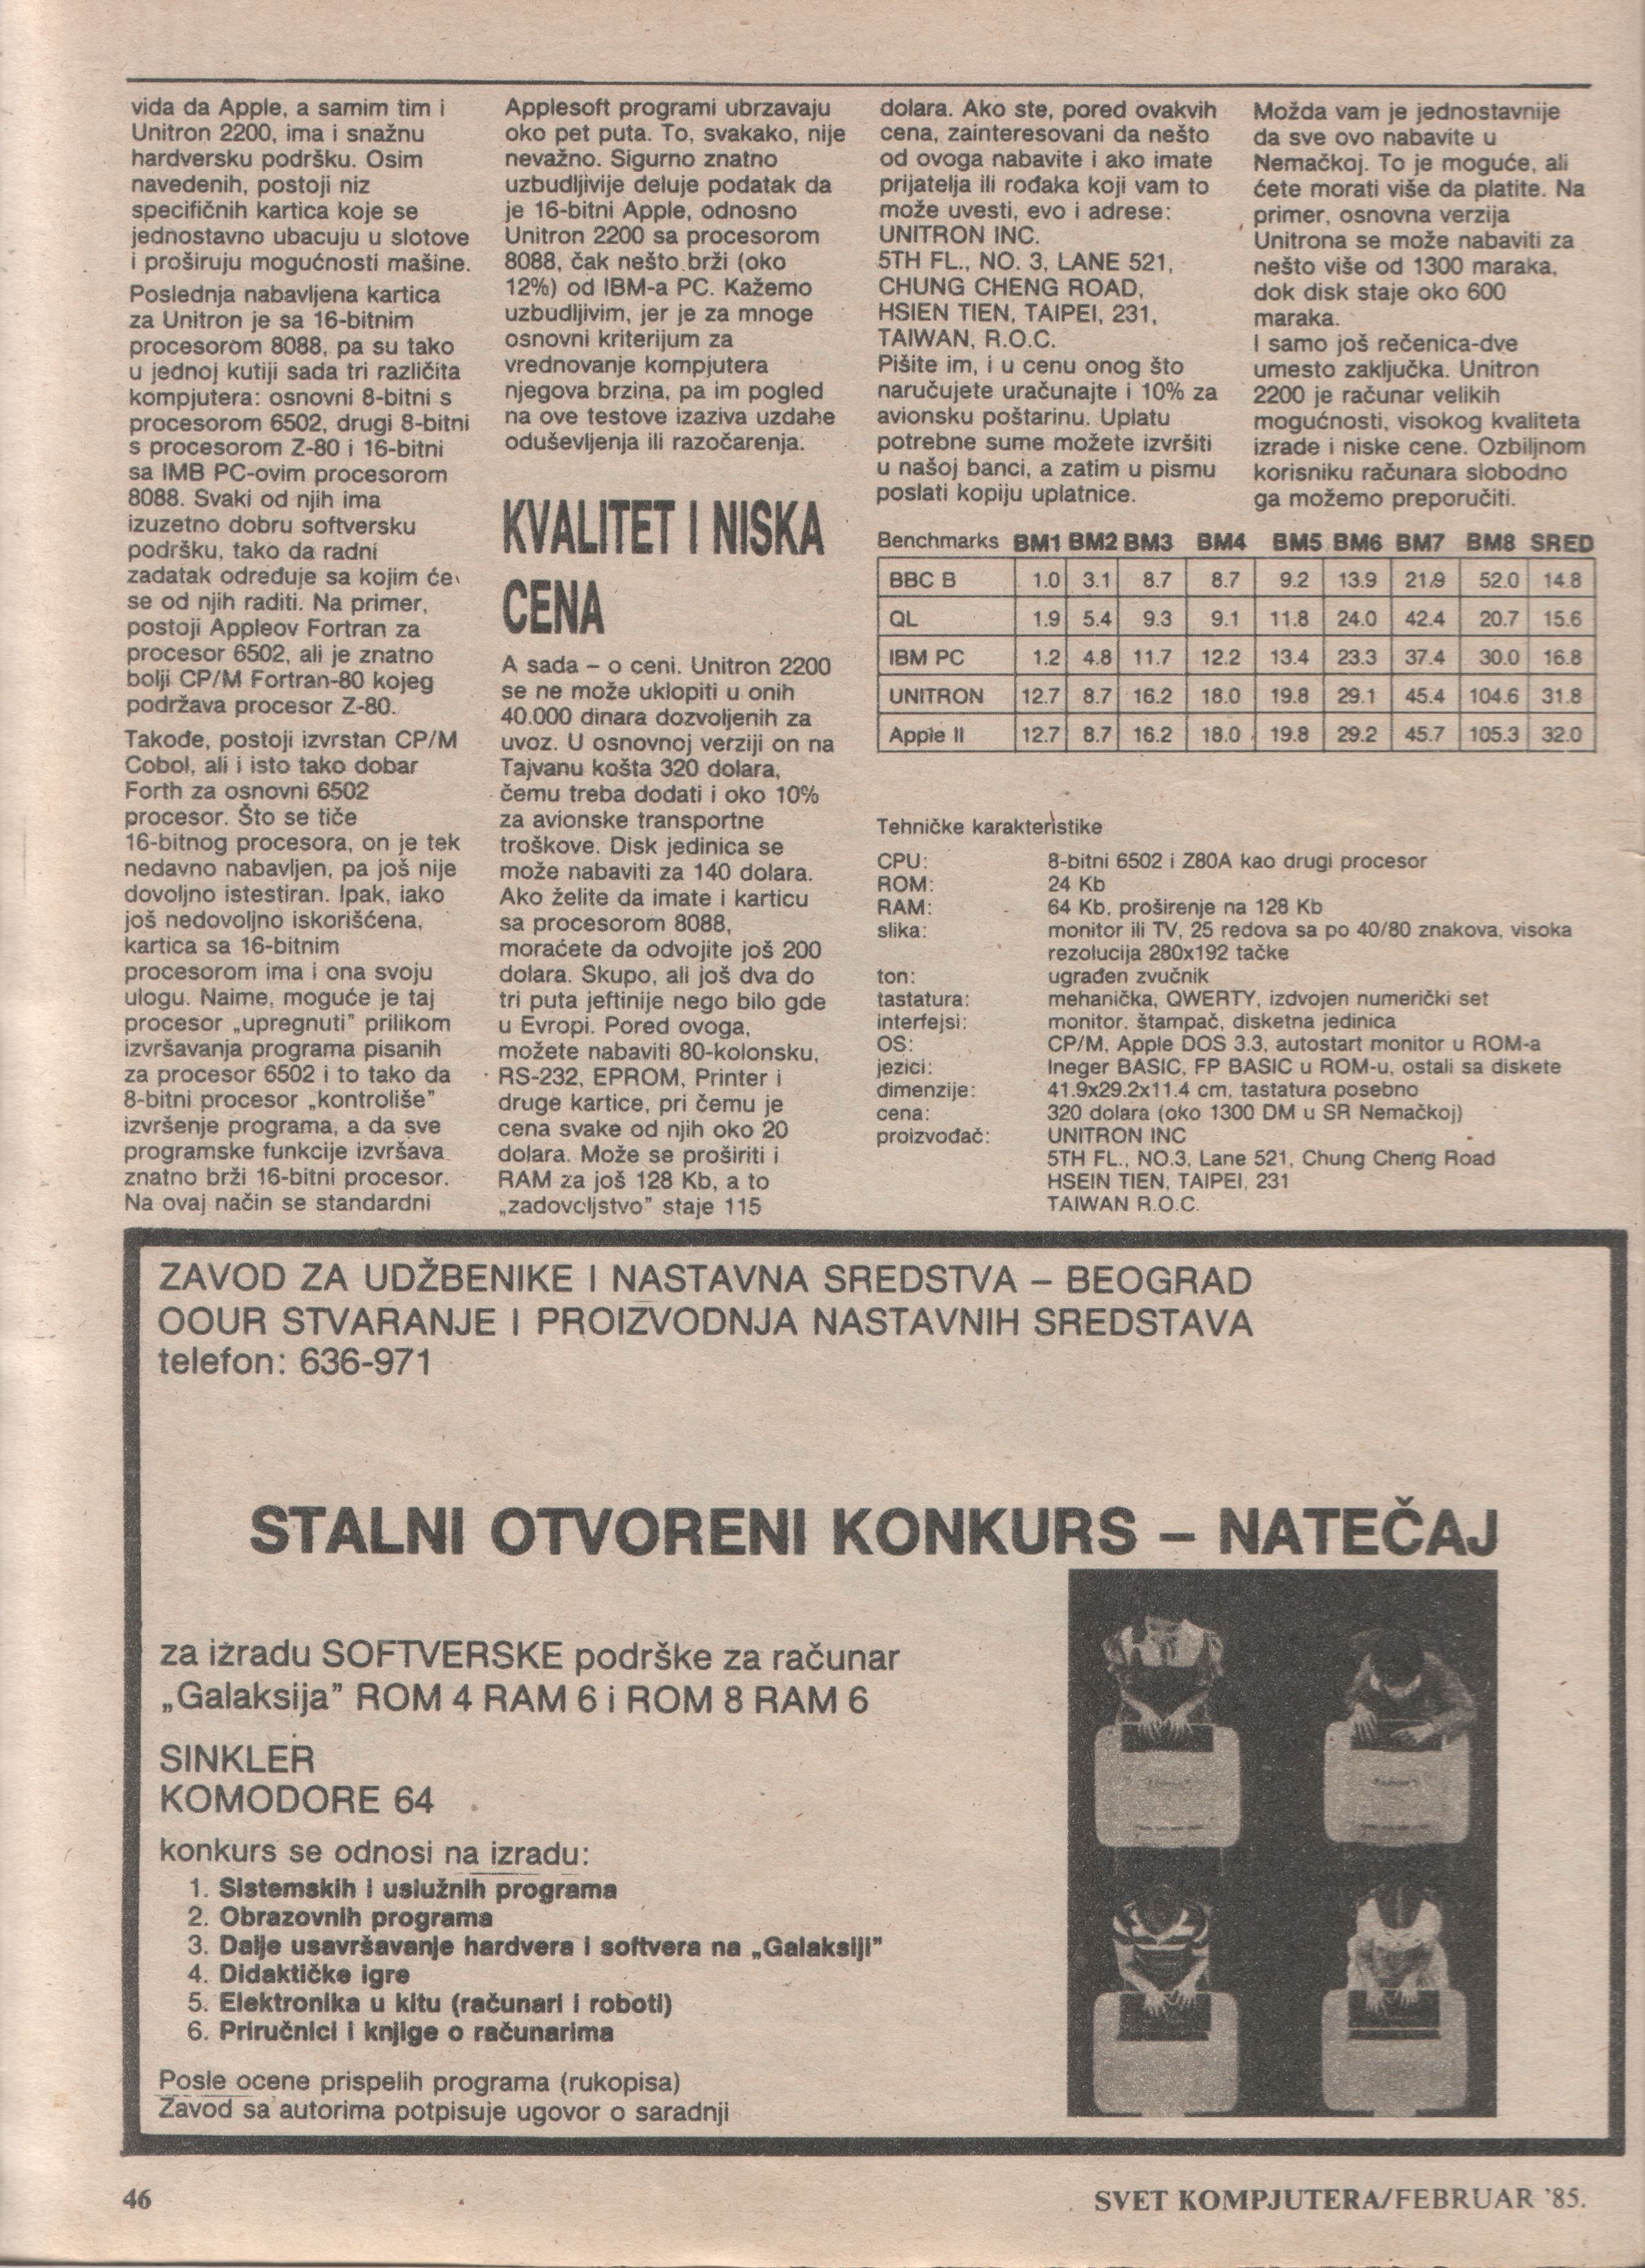 vida da Apple, a samim tim i
Unitron 2200, ima i snažnu
hardversku podršku. Osim
navedenih, postoji niz
specifičnih kartica koje se
jednostavno ubacuju u slotove
i proširuju mogućnosti mašine.
Poslednja nabavljena kartica
za Unitron je sa 16-bitnim
procesorom 8088, pa su tako
u jednoj kutiji sada tri različita
kompjutera: osnovni 8-bitni s
procesorom 6502, drugi 8-bitni
s procesorom Z-80 i 16-bitni
sa IMB PC-ovim procesorom
8088. Svaki od njih ima
izuzetno dobru softversku
podršku, tako da radni
zadatak određuje sa kojim će
se od njih raditi. Na primer,
postoji Appleov Fortran za
procesor 6502, ali je znatno
bolji CP/M Fortran-80 kojeg
podržava procesor Z-80.
Takođe, postoji izvrstan CP/M
Cobol, ali i isto tako dobar
Forth za osnovni 6502
procesor. Što se tiče
16-bitnog procesora, on je tek
nedavno nabavljen, pa još nije
dovoljno istestiran. Ipak, iako
još nedovoljno iskorišćena,
kartica sa 16-bitnim
procesorom ima i ona svoju
ulogu. Naime, moguće je taj
procesor „upregnuti” prilikom
izvršavanja programa pisanih
za procesor 6502 i to tako da
8-bitni procesor „kontroliše”
izvršenje programa, a da sve
programske funkcije izvršava
znatno brži 16-bitni procesor.
Na ovaj način se standardni
Applesoft programi ubrzavaju
oko pet puta. To, svakako, nije
nevažno. Sigurno znatno
uzbudljivije deluje podatak da
je 16-bitni Apple, odnosno
Unitron 2200 sa procesorom
8088, čak nešto brži (oko
12%) od IBM-a PC. Kažemo
uzbudljivim, jer je za mnoge
osnovni kriterijum za
vrednovanje kompjutera
njegova brzina, pa im pogled
na ove testove izaziva uzdahe
oduševljenja ili razočarenja.
KVALITET I NISKA
CENA
A sada – o ceni. Unitron 2200
se ne može uklopiti u onih
40.000 dinara dozvoljenih za
uvoz. U osnovnoj verziji on na
Tajvanu košta 320 dolara,
čemu treba dodati i oko 10%
za avionske transportne
troškove. Disk jedinica se
može nabaviti za 140 dolara.
Ako želite da imate i karticu
sa procesorom 8088,
moraćete da odvojite još 200
dolara. Skupo, ali još dva do
tri puta jeftinije nego bilo gde
u Evropi. Pored ovoga,
možete nabaviti 80-kolonsku,
RS-232, EPROM, Printer i
druge kartice, pri čemu je
cena svake od njih oko 20
dolara. Može se proširiti i
RAM za još 128 Kb, a to
„zadovoljstvo” staje 115
dolara. Ako ste, pored ovakvih
cena, zainteresovani da nešto
od ovoga nabavite i ako imate
prijatelja ili rođaka koji vam to
može uvesti, evo i adrese:
UNITRON INC.
5TH FL., NO. 3, LANE 521,
CHUNG CHENG ROAD,
HSIEN TIEN, TAIPEI, 231,
TAIWAN, R.O.C.
Pišite im, i u cenu onog što
naručujete uračunajte i 10% za
avionsku poštarinu. Uplatu
potrebne sume možete izvršiti
u našoj banci, a zatim u pismu
poslati kopiju uplatnice.
Možda vam je jednostavnije
da sve ovo nabavite u
Nemačkoj. To je moguće, ali
ćete morati više da platite. Na
primer, osnovna verzija
Unitrona se može nabaviti za
nešto više od 1300 maraka,
dok disk staje oko 600
maraka.
I samo još rečenica-dve
umesto zaključka. Unitron
2200 je računar velikih
mogućnosti, visokog kvaliteta
izrade i niske cene. Ozbiljnom
korisniku računara slobodno
ga možemo preporučiti.
Benchmarks BM1 BM2 BM3 BM4 BM5 BM6 BM7 BM8 SRED
BBC B 1.0 3.1 8.7 8.7 9.2 13.9 21.9 52.0 14.8
QL 1.9 5.4 9.3 9.1 11.8 24.0 42.4 20.7 15.6
IBM PC 1.2 4.8 11.7 12.2 13.4 23.3 37.4 30.0 16.8
UNITRON 12.7 8.7 16.2 18.0 19.8 29.1 45.4 104.6 31.8
Apple II 12.7 8.7 16.2 18.0 19.8 29.2 45.7 105.3 32.0
Tehničke karakteristike
CPU: 8-bitni 6502 i Z80A kao drugi procesor
ROM: 24 Kb
RAM: 64 Kb, proširenje na 128 Kb
slika: monitor ili TV, 25 redova sa po 40/80 znakova, visoka
rezolucija 280x192 tačke
ton: ugrađen zvučnik
tastatura: mehanička, QWERTY, izdvojen numerički set
interfejsi: monitor, štampač, disketna jedinica
OS: CP/M, Apple DOS 3.3, autostart monitor u ROM-a
jezici: Ineger BASIC, FP BASIC u ROM-u, ostali sa diskete
dimenzije: 41.9x29.2x11.4 cm, tastatura posebno
cena: 320 dolara (oko 1300 DM u SR Nemačkoj)
proizvođač: UNITRON INC
5TH FL., NO.3, Lane 521, Chung Cheng Road
HSEIN TIEN, TAIPEI, 231
TAIWAN R.O.C.
ZAVOD ZA UDŽBENIKE I NASTAVNA SREDSTVA – BEOGRAD
OOUR STVARANJE I PROIZVODNJA NASTAVNIH SREDSTAVA
telefon: 636-971
STALNI OTVORENI KONKURS – NATEČAJ
za izradu SOFTVERSKE podrške za računar
„Galaksija” ROM 4 RAM 6 i ROM 8 RAM 6
SINKLER
KOMODORE 64
konkurs se odnosi na izradu:
1. Sistemskih i uslužnih programa
2. Obrazovnih programa
3. Dalje usavršavanje hardvera i softvera na „Galaksiji”
4. Didaktičke igre
5. Elektronika u kitu (računari i roboti)
6. Priručnici i knjige o računarima
Posle ocene prispelih programa (rukopisa)
Zavod sa autorima potpisuje ugovor o saradnji
46
SVET KOMPJUTERA/FEBRUAR '85.